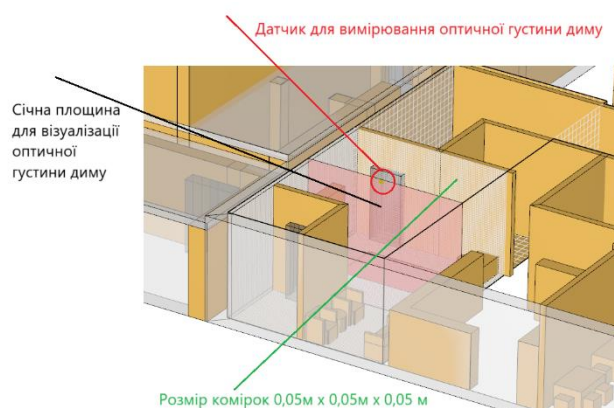 Датчик для вимірювання оптичної густини диму
Січна площина
для візуалізації
оптичної
густини диму
Розмір комірок 0,05м х 0,05м х 0,05 м